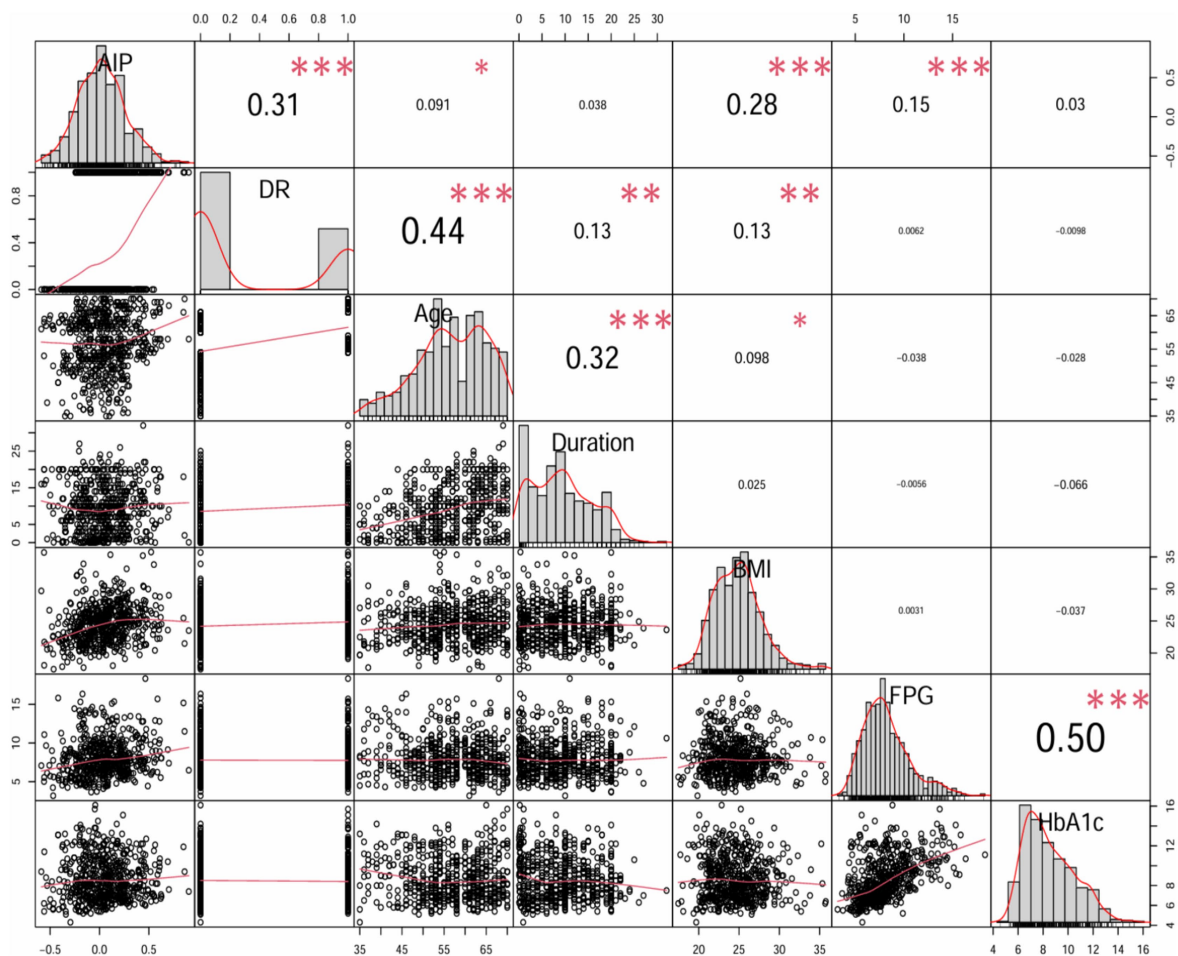 0.0 0.2 0.4 0.6 0.8 1.0 0 5 10 15 20 25 30 5 10 15
AIP *** * *** ***
0.31 0.091 0.038 0.28 0.15 0.03
−0.5 0.0 0.5
DR *** ** **
0.44 0.13 0.13 0.0062 −0.0098
0.0 0.4 0.8
Age *** *
0.32 0.098 −0.038 −0.028
35 45 55 65
Duration
0.025 −0.0056 −0.066
0 5 15 25
BMI
0.0031 −0.037
20 25 30 35
FPG ***
0.50
5 10 15
HbA1c
4 6 8 12 16
−0.5 0.0 0.5 35 45 55 65 20 25 30 35 4 6 8 10 12 14 16